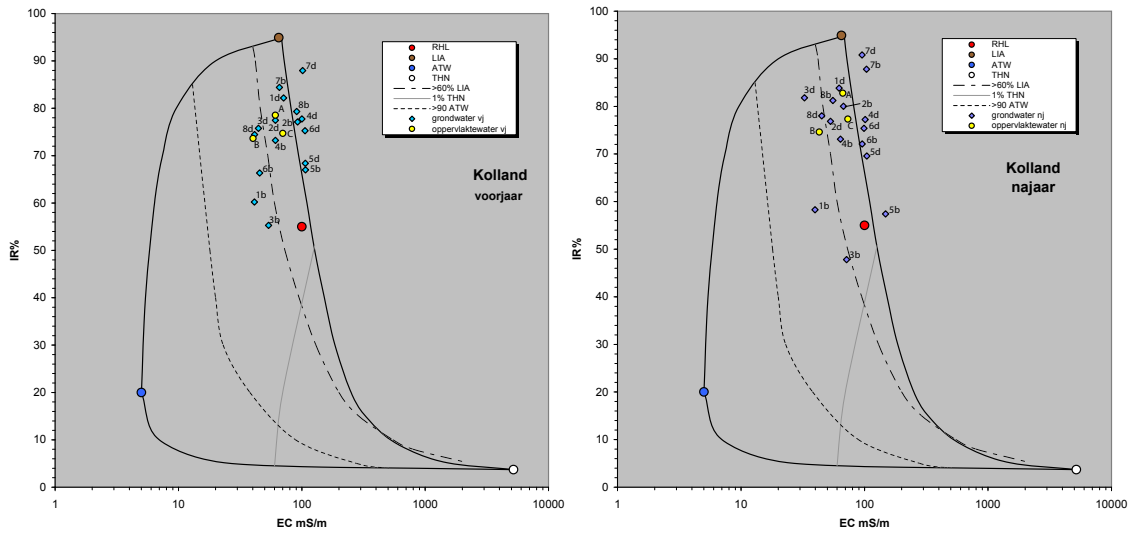 100
90
80
70
60
50
40
30
20
10
0
IR%
1
10
100
1000
10000
EC mS/m
RHL
LIA
ATW
THN
>60% LIA
1% THN
>90 ATW
grondwater vj
oppervlaktewater vj
Kolland
voorjaar
7d
7b
1d
A
8b
3d
2d
2b
4d
8d
B
C
6d
4b
5d
5b
6b
1b
3b
100
90
80
70
60
50
40
30
20
10
0
IR%
1
10
100
1000
10000
EC mS/m
RHL
LIA
ATW
THN
>60% LIA
1% THN
>90 ATW
grondwater nj
oppervlaktewater nj
Kolland
najaar
7d
7b
1d
3d
8b
A
2b
8d
2d
C
4d
B
6d
4b
6b
5d
1b
5b
3b